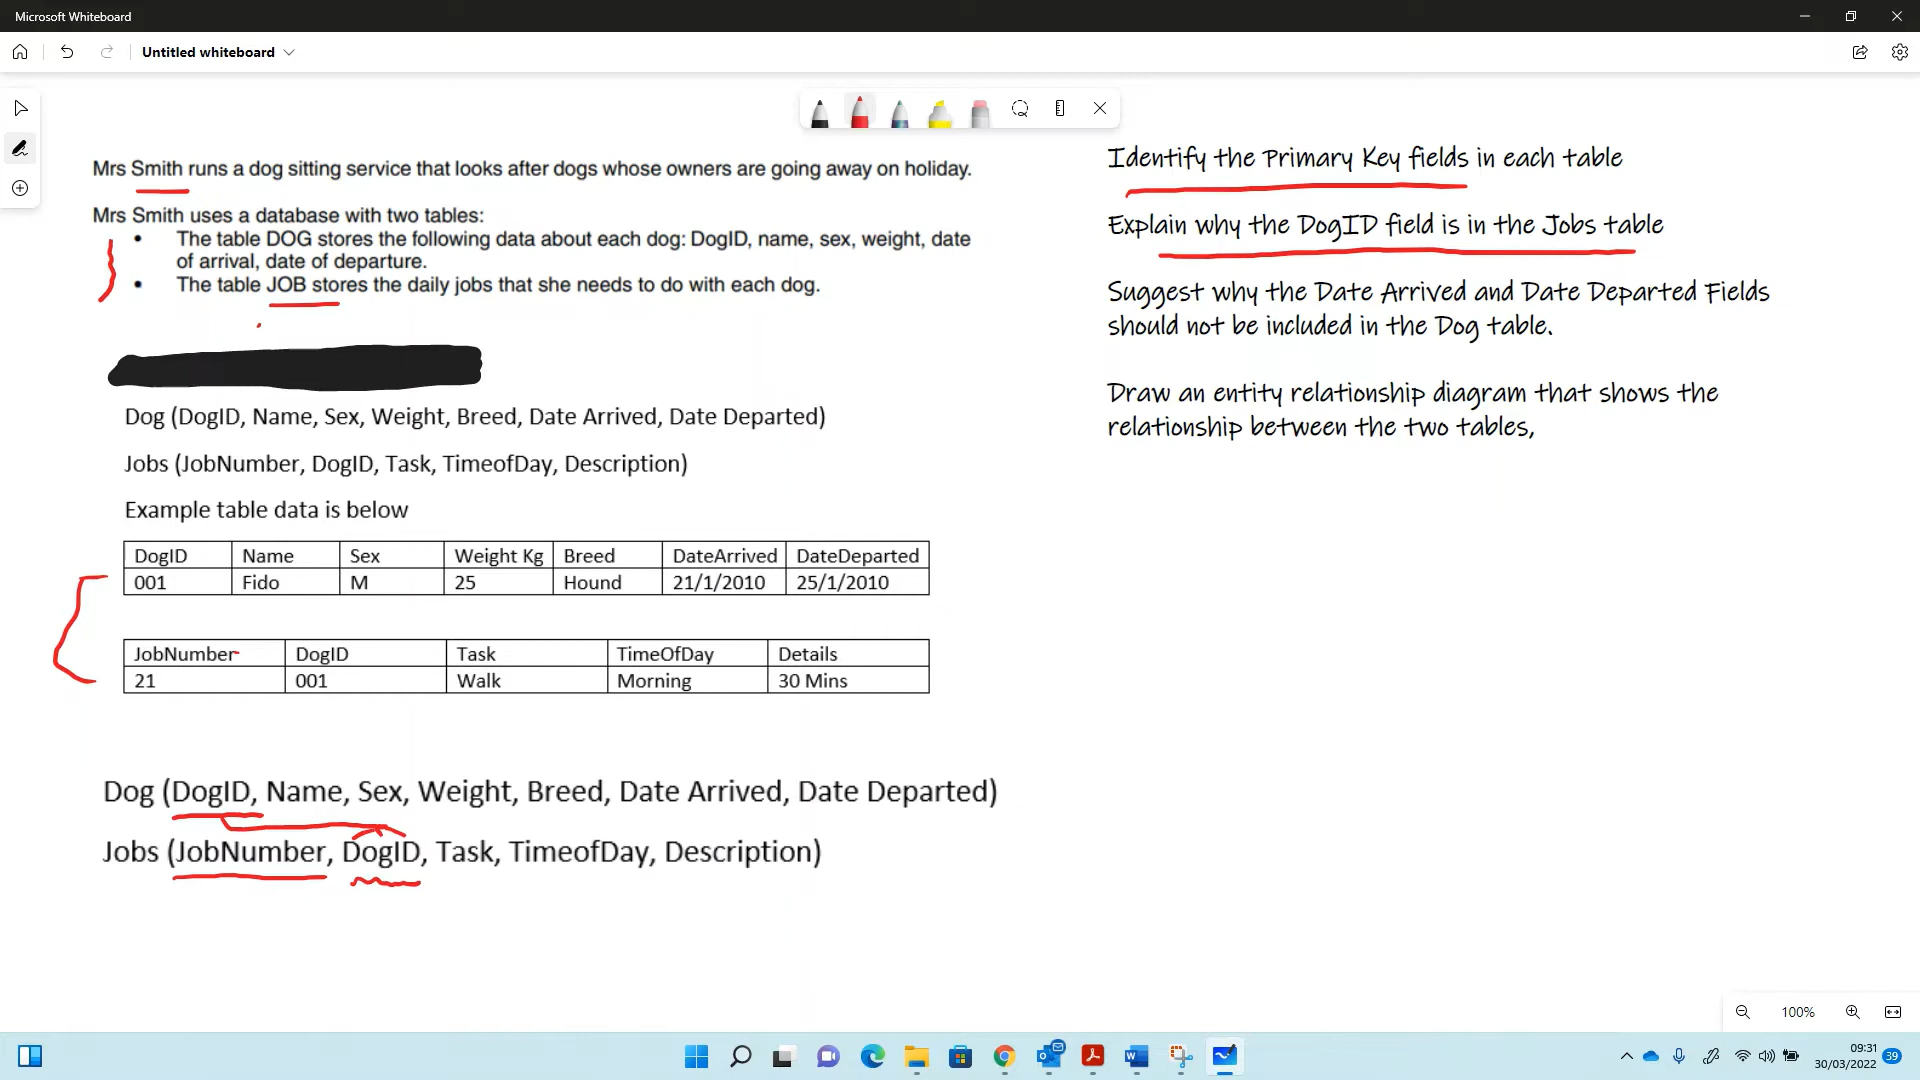 Microsoft Whiteboard
Untitled whiteboard
Mrs Smith runs a dog sitting service that looks after dogs whose owners are going away on holiday.
Mrs Smith uses a database with two tables:
• The table DOG stores the following data about each dog: DogID, name, sex, weight, date
of arrival, date of departure.
• The table JOB stores the daily jobs that she needs to do with each dog.
Dog (DogID, Name, Sex, Weight, Breed, Date Arrived, Date Departed)
Jobs (JobNumber, DogID, Task, TimeofDay, Description)
Example table data is below
DogID Name Sex Weight Kg Breed DateArrived DateDeparted
001 Fido M 25 Hound 21/1/2010 25/1/2010
JobNumber DogID Task TimeOfDay Details
21 001 Walk Morning 30 Mins
Dog (DogID, Name, Sex, Weight, Breed, Date Arrived, Date Departed)
Jobs (JobNumber, DogID, Task, TimeofDay, Description)
Identify the Primary Key fields in each table
Explain why the DogID field is in the Jobs table
Suggest why the Date Arrived and Date Departed Fields
should not be included in the Dog table.
Draw an entity relationship diagram that shows the
relationship between the two tables,
100%
09:31
30/03/2022
39